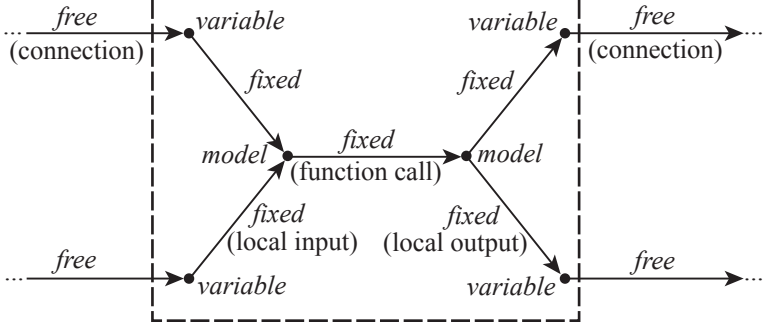 free variable variable free
... (connection) (connection) ...
fixed fixed
model fixed model
(function call)
fixed fixed
(local input) (local output)
... free free ...
variable variable